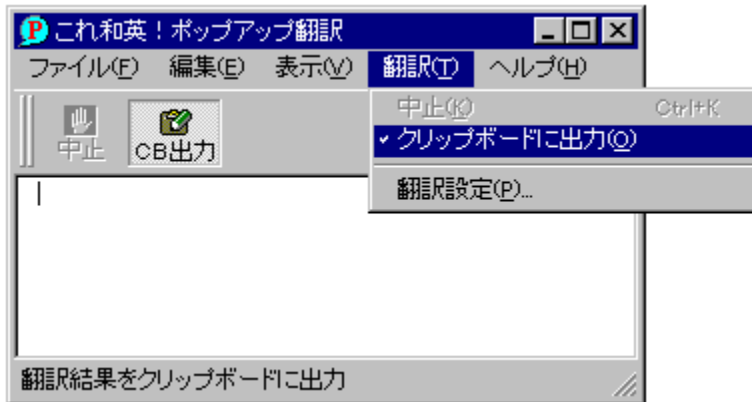 P これ和英！ポップアップ翻訳
ファイル(F) 編集(E) 表示(V) 翻訳(T) ヘルプ(H)
中止 CB出力
中止(K) Ctrl+K
クリップボードに出力(O)
翻訳設定(P)...
翻訳結果をクリップボードに出力